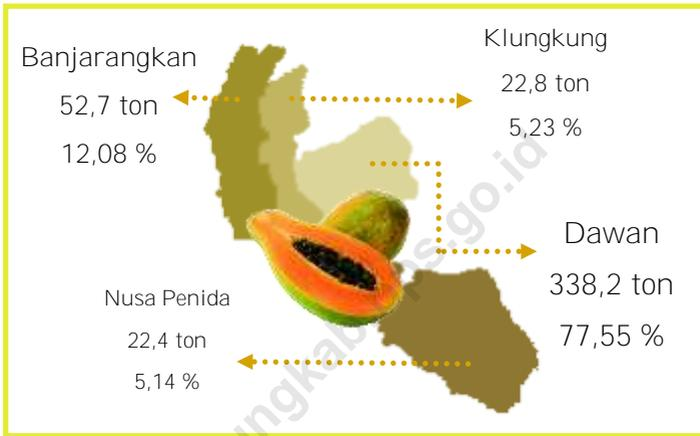 Banjarangkan
52,7 ton
12,08 %
Klungkung
22,8 ton
5,23 %
Dawan
338,2 ton
77,55 %
Nusa Penida
22,4 ton
5,14 %